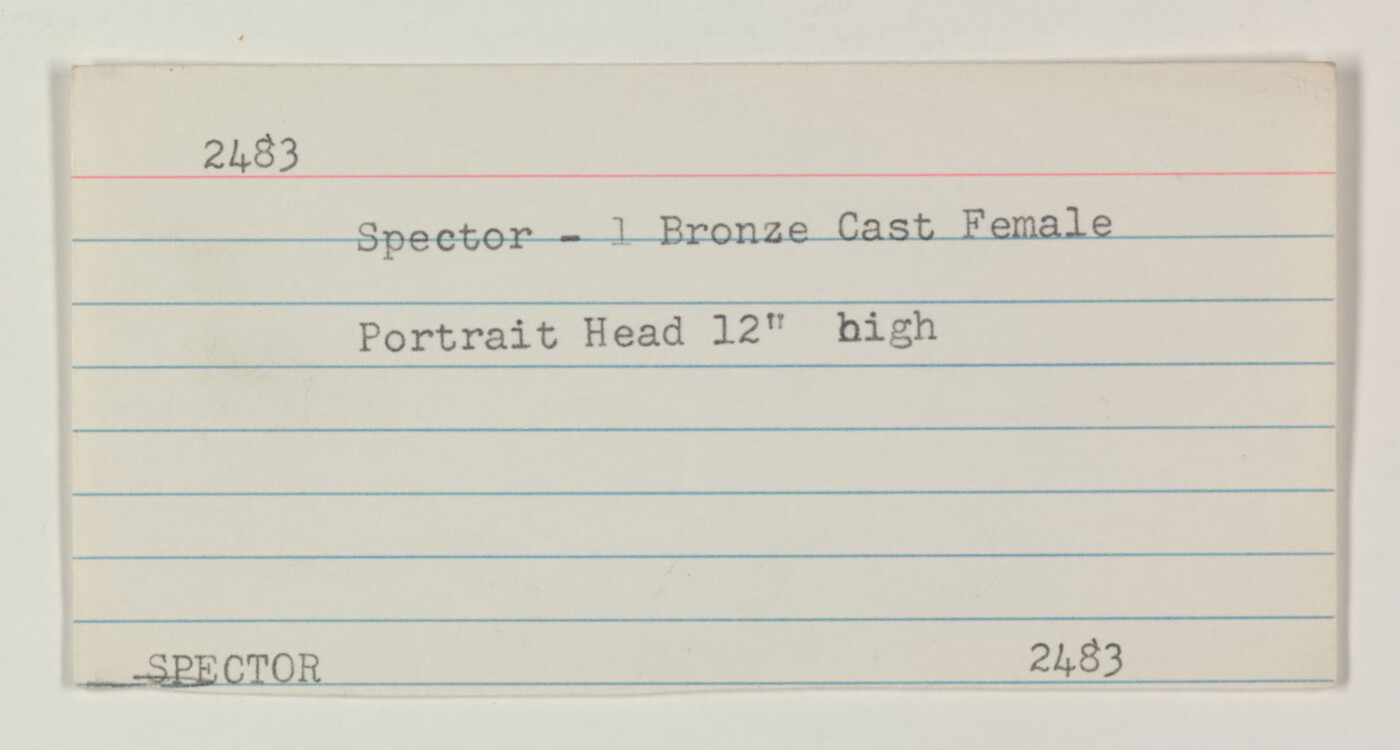 2483
Spector - 1 Bronze Cast Female
Portrait Head 12" high
SPECTOR 2483